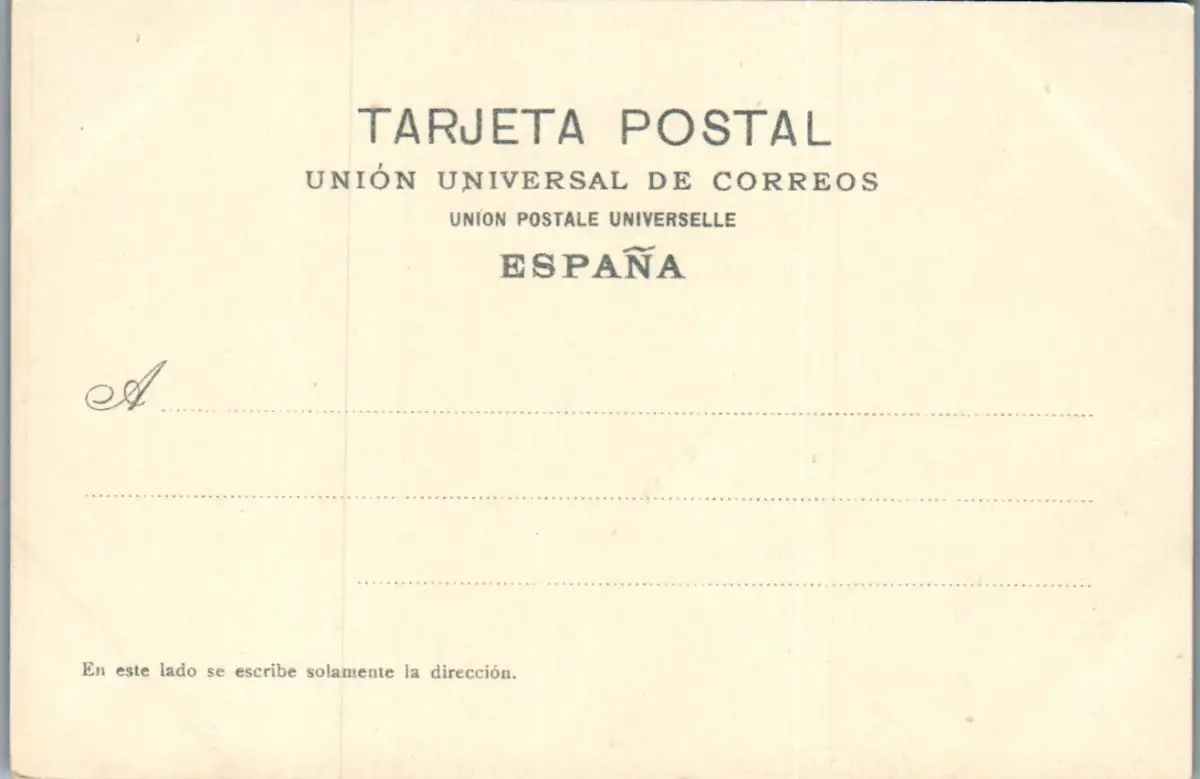 TARJETA POSTAL
UNIÓN UNIVERSAL DE CORREOS
UNION POSTALE UNIVERSELLE
ESPAÑA
A
En este lado se escribe solamente la dirección.